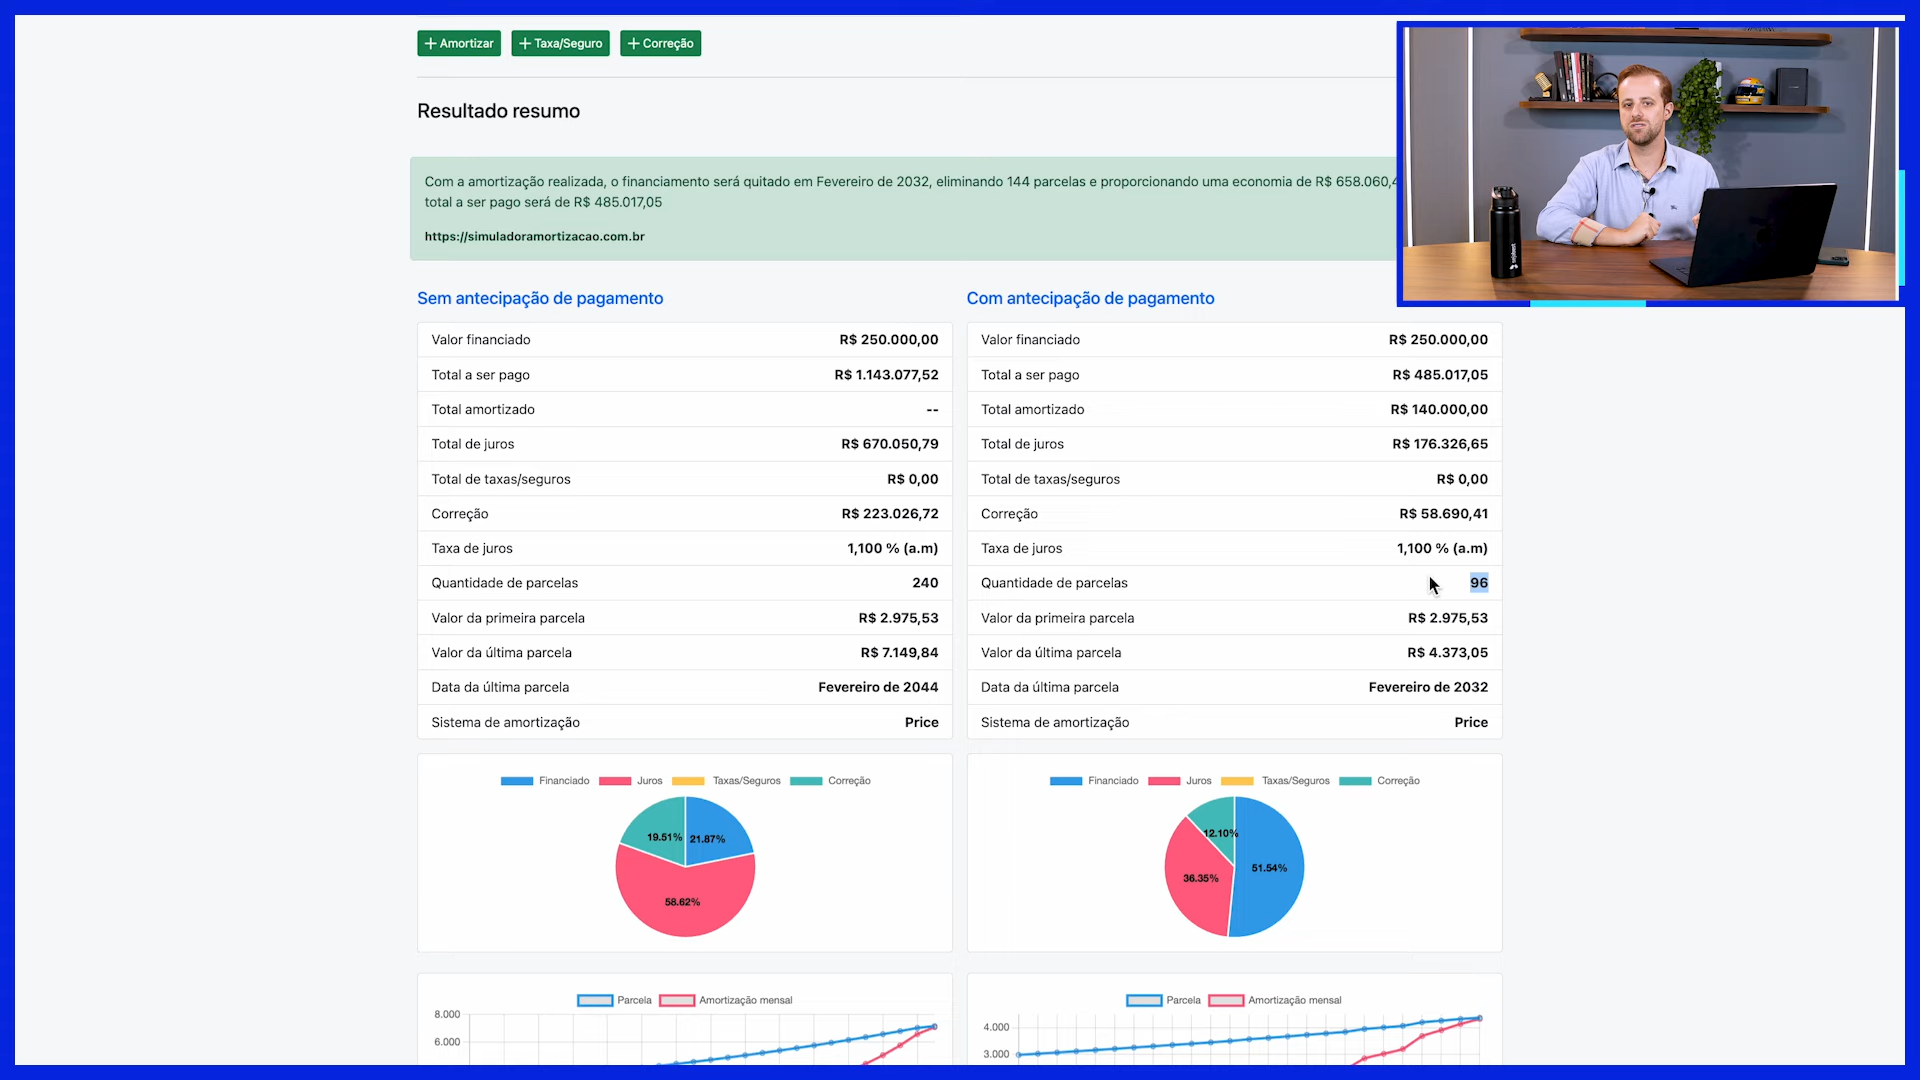 + Amortizar
+ Taxa/Seguro
+ Correção
Resultado resumo
Com a amortização realizada, o financiamento será quitado em Fevereiro de 2032, eliminando 144 parcelas e proporcionando uma economia de R$ 658.060,4
total a ser pago será de R$ 485.017,05
https://simuladoramortizacao.com.br
Sem antecipação de pagamento
Valor financiado R$ 250.000,00
Total a ser pago R$ 1.143.077,52
Total amortizado --
Total de juros R$ 670.050,79
Total de taxas/seguros R$ 0,00
Correção R$ 223.026,72
Taxa de juros 1,100 % (a.m)
Quantidade de parcelas 240
Valor da primeira parcela R$ 2.975,53
Valor da última parcela R$ 7.149,84
Data da última parcela Fevereiro de 2044
Sistema de amortização Price
Com antecipação de pagamento
Valor financiado R$ 250.000,00
Total a ser pago R$ 485.017,05
Total amortizado R$ 140.000,00
Total de juros R$ 176.326,65
Total de taxas/seguros R$ 0,00
Correção R$ 58.690,41
Taxa de juros 1,100 % (a.m)
Quantidade de parcelas 96
Valor da primeira parcela R$ 2.975,53
Valor da última parcela R$ 4.373,05
Data da última parcela Fevereiro de 2032
Sistema de amortização Price
Financiado Juros Taxas/Seguros Correção
19.51% 21.87%
58.62%
Financiado Juros Taxas/Seguros Correção
12.10%
51.54%
36.35%
Parcela Amortização mensal
8.000
6.000
Parcela Amortização mensal
4.000
3.000